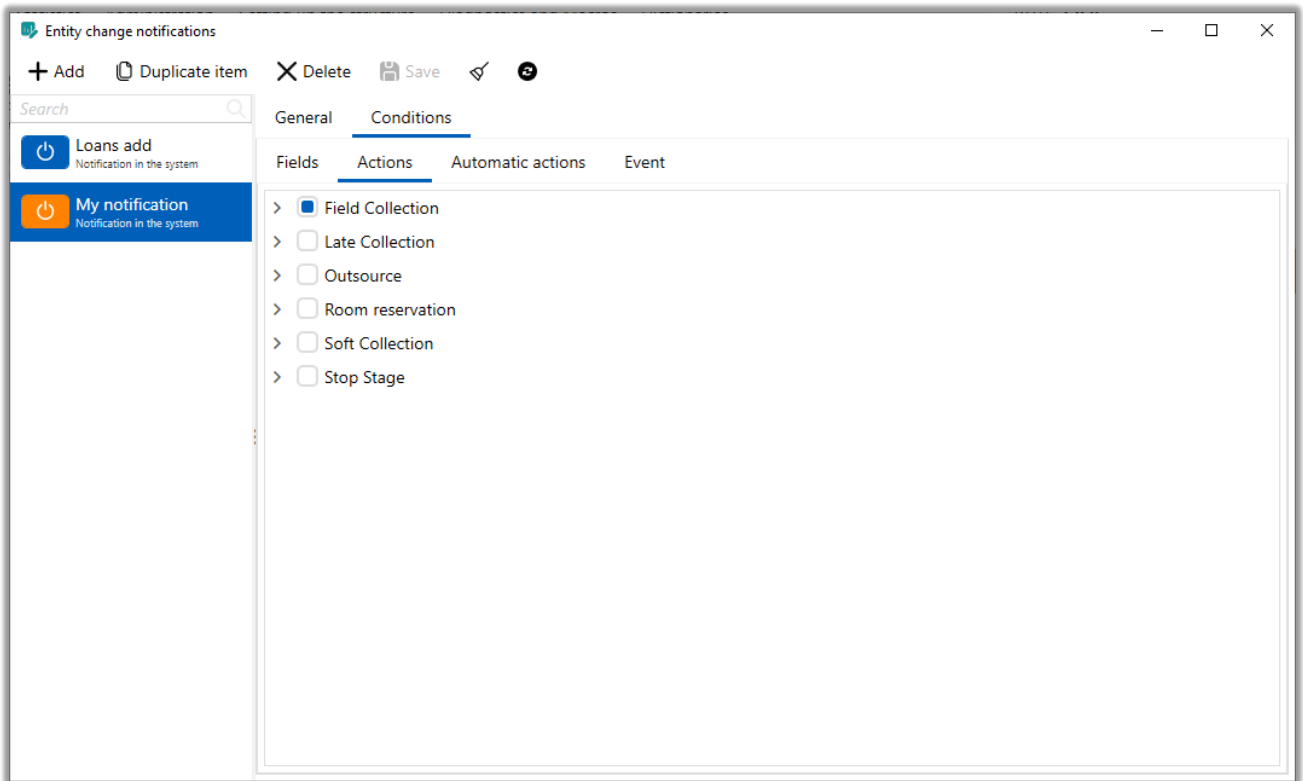 Entity change notifications
Add Duplicate item Delete Save
Search
General Conditions
Loans add
Notification in the system
Fields Actions Automatic actions Event
My notification
Notification in the system
Field Collection
Late Collection
Outsource
Room reservation
Soft Collection
Stop Stage